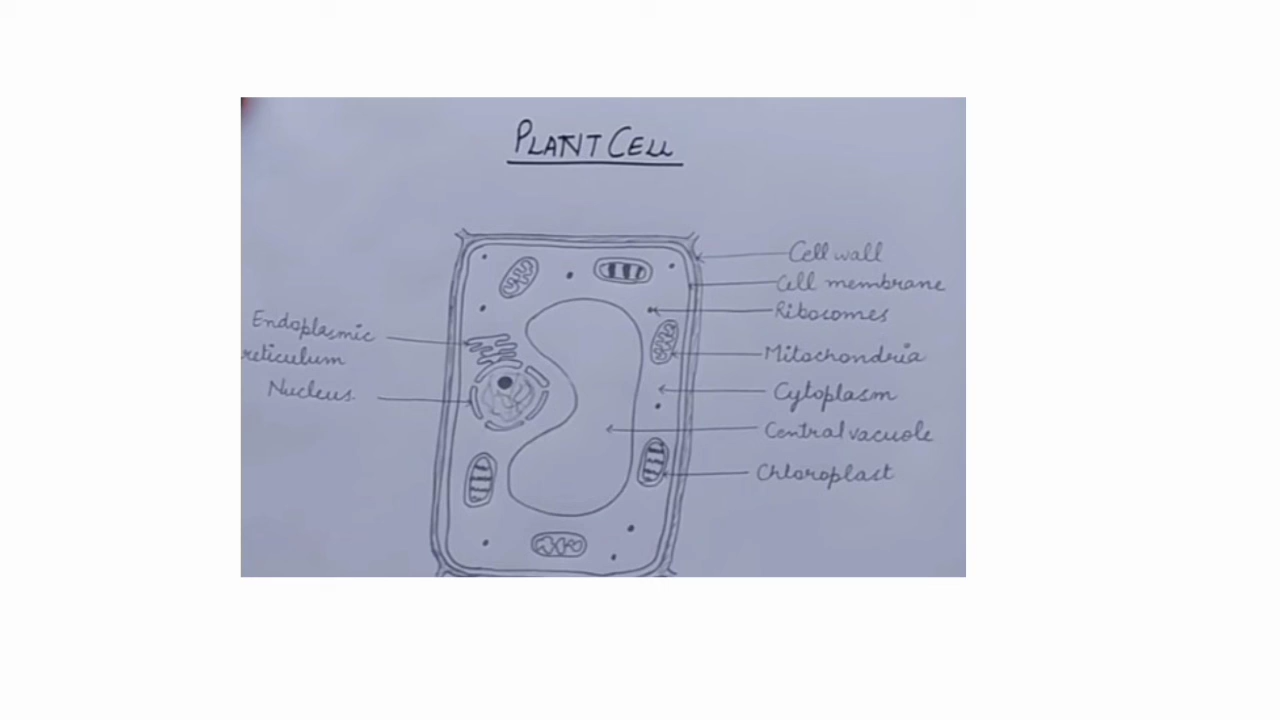 PLANT CELL
Cell wall
Cell membrane
Ribosomes
Endoplasmic
reticulum
Mitochondria
Nucleus.
Cytoplasm
Central vacuole
Chloroplast